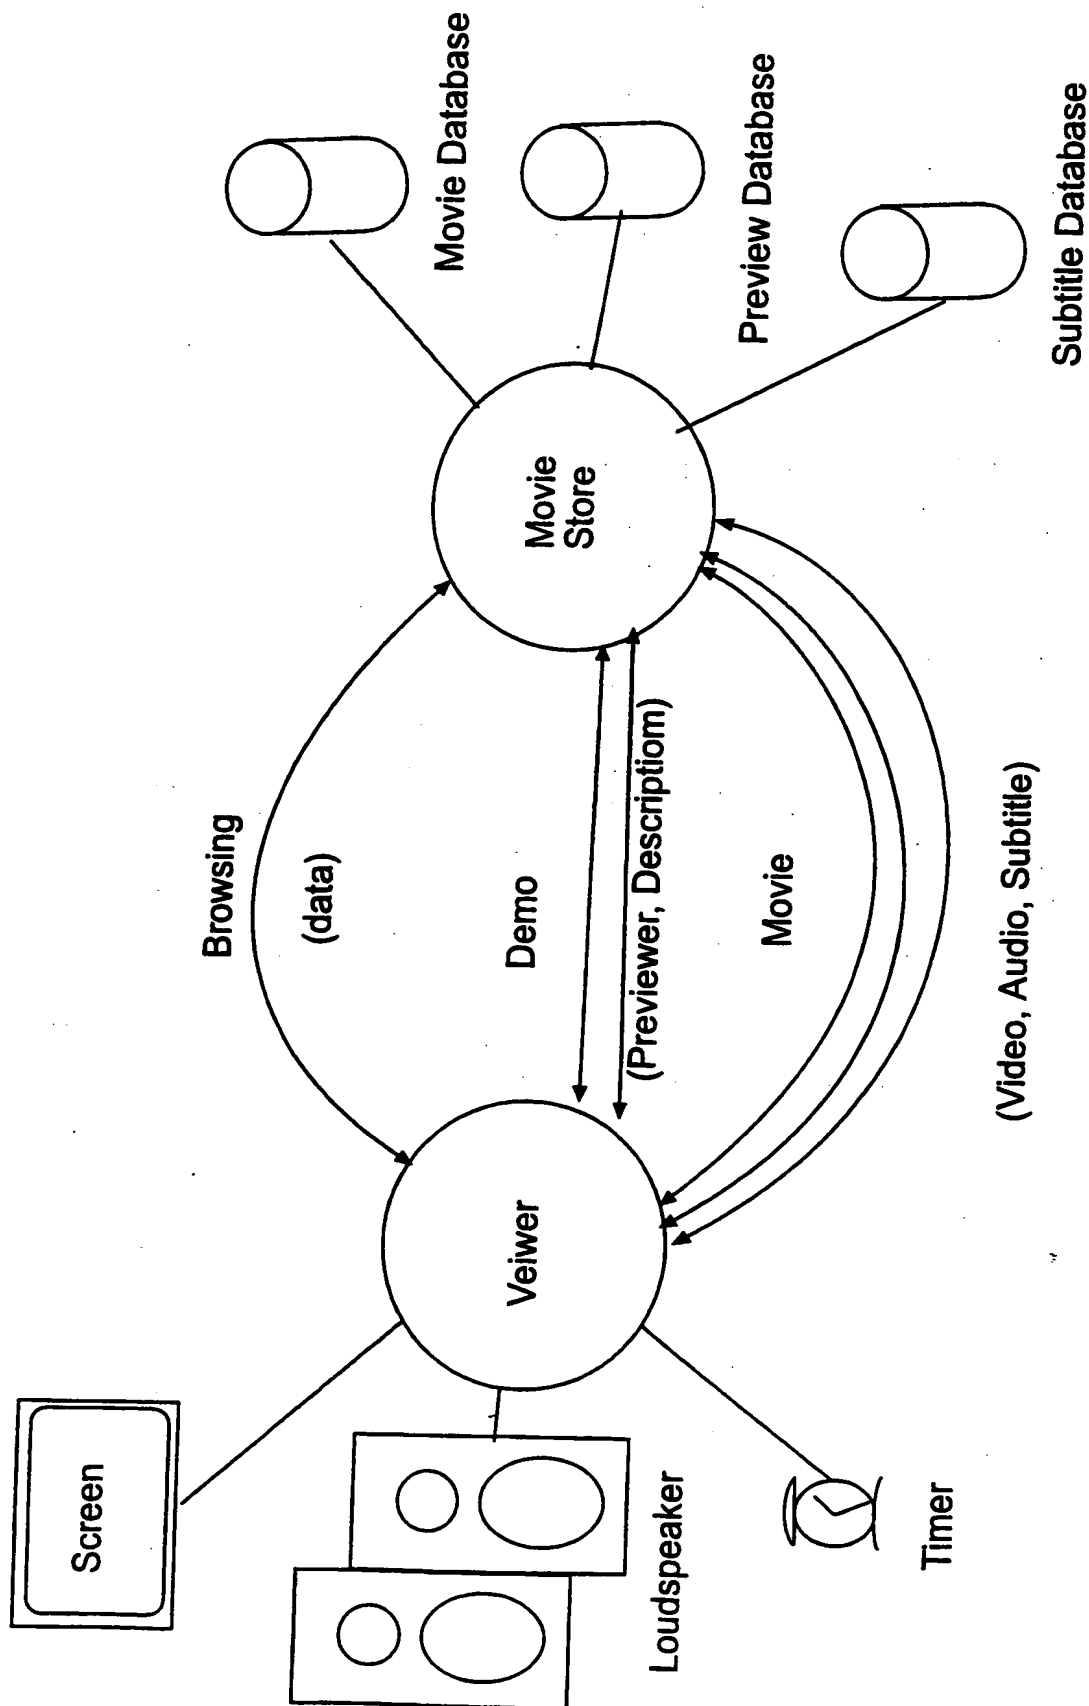 Screen
Loudspeaker
Timer
Veiwer
Browsing
(data)
Demo
(Previewer, Descriptiom)
Movie
(Video, Audio, Subtitle)
Movie
Store
Movie Database
Preview Database
Subtitle Database